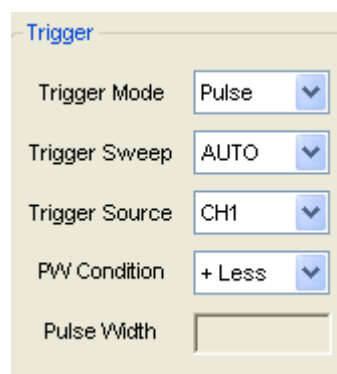 Trigger
Trigger Mode Pulse
Trigger Sweep AUTO
Trigger Source CH1
PW Condition + Less
Pulse Width